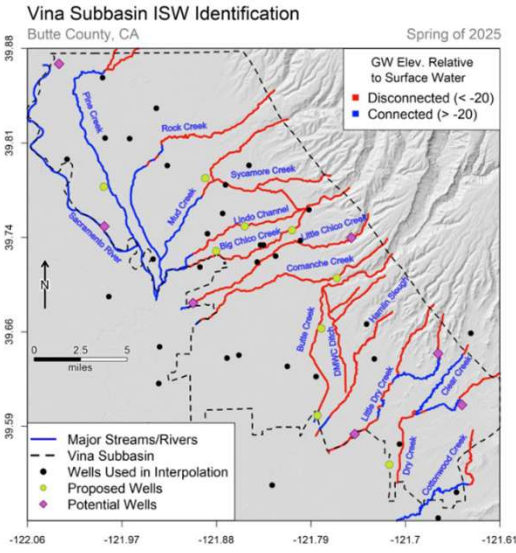 Vina Subbasin ISW Identification
Butte County, CA
Spring of 2025
39.88
39.81
39.74
39.66
39.59
GW Elev. Relative
to Surface Water
Disconnected (< -20)
Connected (> -20)
Pine Creek
Rock Creek
Sycamore Creek
Mud Creek
Lindo Channel
Little Chico Creek
Big Chico Creek
Sacramento River
Comanche Creek
N
0
2.5
5
miles
Butte Creek
DMWC Ditch
Hamlin Slough
Little Dry Creek
Clear Creek
Dry Creek
Cottonwood Creek
Major Streams/Rivers
Vina Subbasin
Wells Used in Interpolation
Proposed Wells
Potential Wells
-122.06
-121.97
-121.88
-121.79
-121.7
-121.61